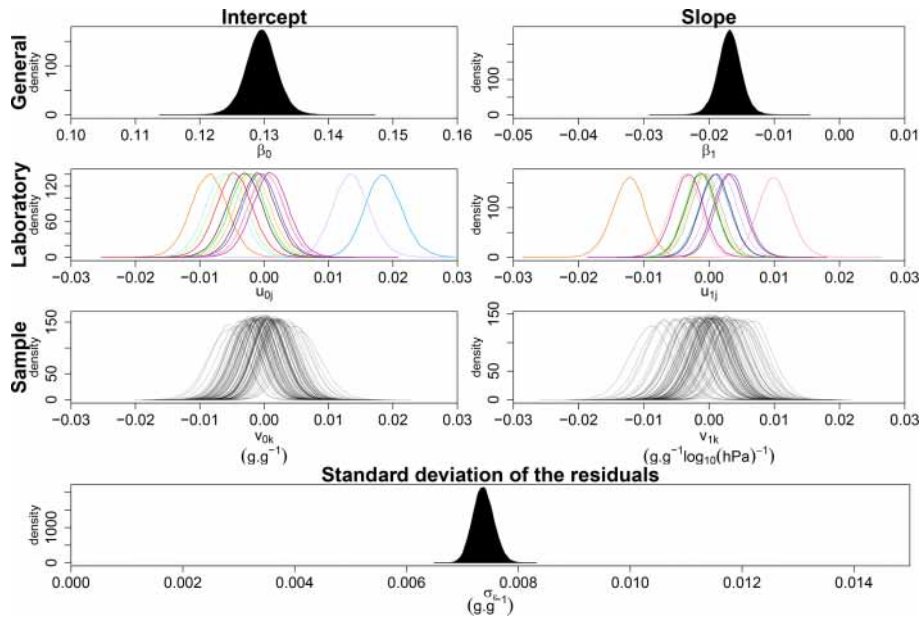 Intercept
Slope
General
density
0 100
0.10 0.11 0.12 0.13 0.14 0.15 0.16
β0
density
0 100
−0.05 −0.04 −0.03 −0.02 −0.01 0.00 0.01
β1
Laboratory
density
0 60 140
−0.03 −0.02 −0.01 0.00 0.01 0.02 0.03
u0j
density
0 100
−0.03 −0.02 −0.01 0.00 0.01 0.02 0.03
u1j
Sample
density
0 50 150
−0.03 −0.02 −0.01 0.00 0.01 0.02 0.03
v0k
(g.g−1)
density
0 50 150
−0.03 −0.02 −0.01 0.00 0.01 0.02 0.03
v1k
(g.g−1log10(hPa)−1)
Standard deviation of the residuals
density
0 1000
0.000 0.002 0.004 0.006 0.008 0.010 0.012 0.014
(g.g−1)